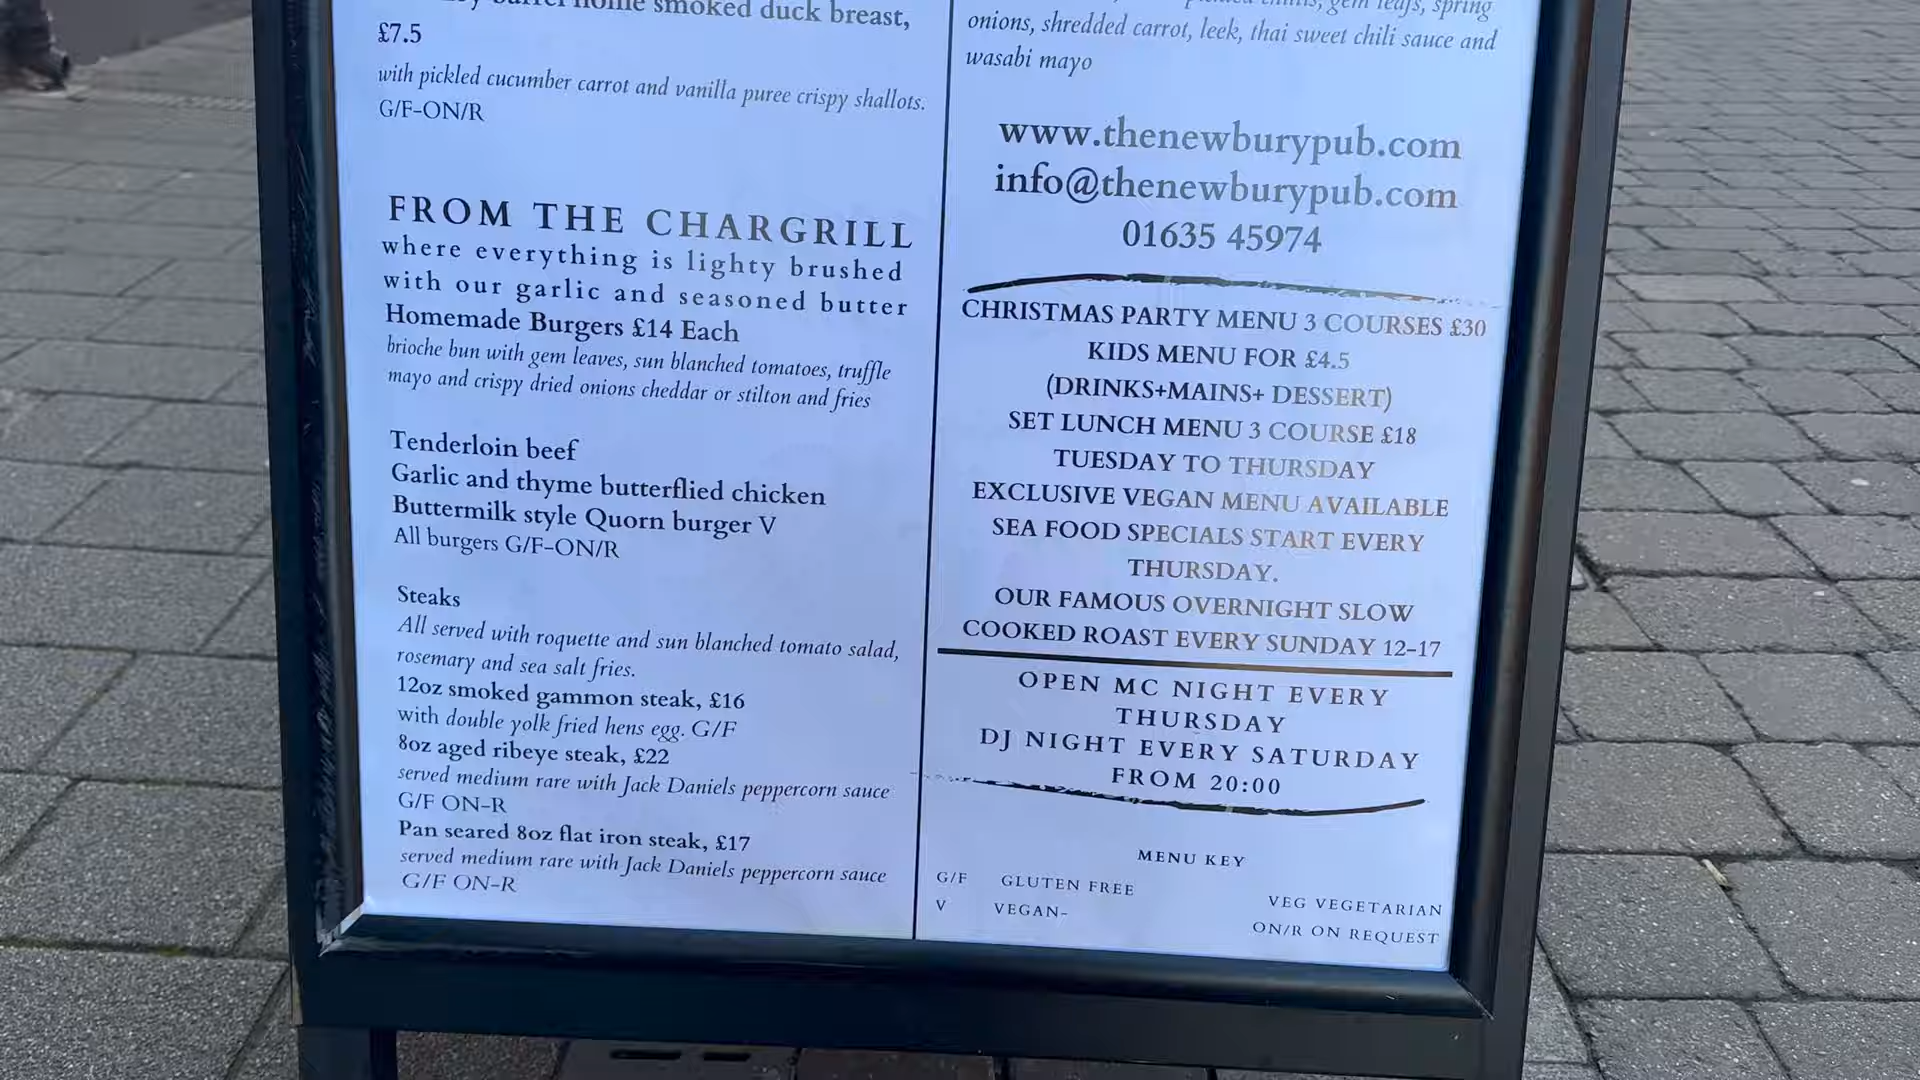 home smoked duck breast,
£7.5
with pickled cucumber carrot and vanilla puree crispy shallots.
G/F-ON/R
FROM THE CHARGRILL
where everything is lighty brushed
with our garlic and seasoned butter
Homemade Burgers £14 Each
brioche bun with gem leaves, sun blanched tomatoes, truffle
mayo and crispy dried onions cheddar or stilton and fries
Tenderloin beef
Garlic and thyme butterflied chicken
Buttermilk style Quorn burger V
All burgers G/F-ON/R
Steaks
All served with roquette and sun blanched tomato salad,
rosemary and sea salt fries.
12oz smoked gammon steak, £16
with double yolk fried hens egg. G/F
8oz aged ribeye steak, £22
served medium rare with Jack Daniels peppercorn sauce
G/F ON-R
Pan seared 8oz flat iron steak, £17
served medium rare with Jack Daniels peppercorn sauce
G/F ON-R
gem leafs, spring
onions, shredded carrot, leek, thai sweet chili sauce and
wasabi mayo
www.thenewburypub.com
info@thenewburypub.com
01635 45974
CHRISTMAS PARTY MENU 3 COURSES £30
KIDS MENU FOR £4.5
(DRINKS+MAINS+ DESSERT)
SET LUNCH MENU 3 COURSE £18
TUESDAY TO THURSDAY
EXCLUSIVE VEGAN MENU AVAILABLE
SEA FOOD SPECIALS START EVERY
THURSDAY.
OUR FAMOUS OVERNIGHT SLOW
COOKED ROAST EVERY SUNDAY 12-17
OPEN MC NIGHT EVERY
THURSDAY
DJ NIGHT EVERY SATURDAY
FROM 20:00
MENU KEY
G/F GLUTEN FREE
VEG VEGETARIAN
V VEGAN-
ON/R ON REQUEST